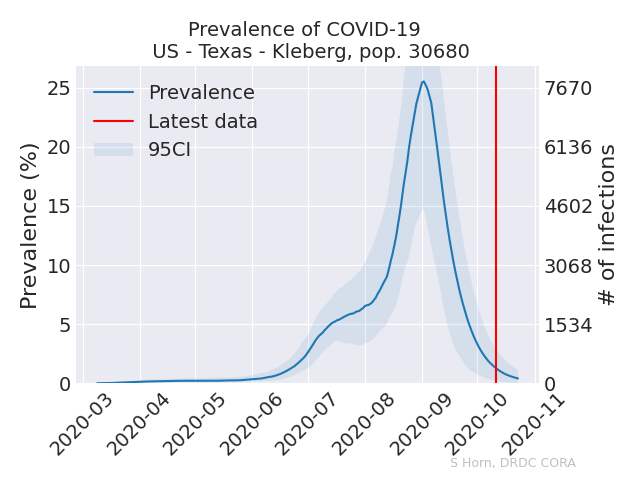 Prevalence of COVID-19
US - Texas - Kleberg, pop. 30680
Prevalence
Latest data
95CI
Prevalence (%)
25
20
15
10
5
0
7670
6136
4602
3068
1534
0
# of infections
2020-03
2020-04
2020-05
2020-06
2020-07
2020-08
2020-09
2020-10
2020-11
S Horn, DRDC CORA